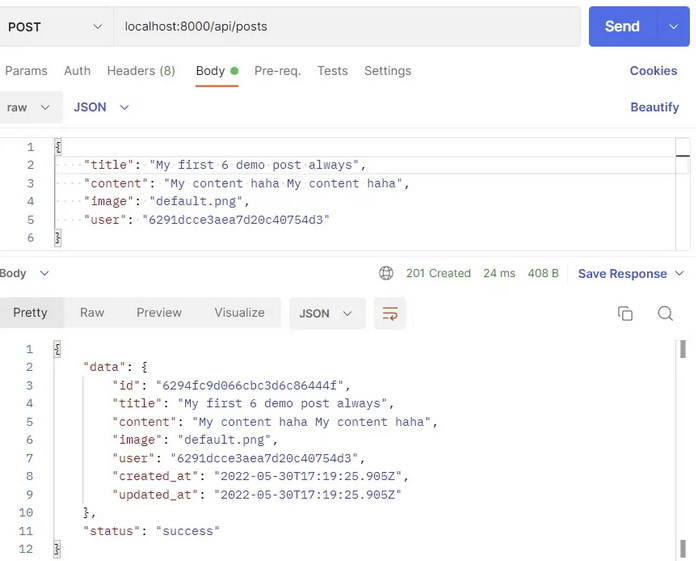 POST localhost:8000/api/posts Send
Params Auth Headers (8) Body Pre-req. Tests Settings Cookies
raw JSON Beautify
1 {
2 "title": "My first 6 demo post always",
3 "content": "My content haha My content haha",
4 "image": "default.png",
5 "user": "6291dcce3aea7d20c40754d3"
6 }
Body 201 Created 24 ms 408 B Save Response
Pretty Raw Preview Visualize JSON
1 {
2 "data": {
3 "id": "6294fc9d066cbc3d6c86444f",
4 "title": "My first 6 demo post always",
5 "content": "My content haha My content haha",
6 "image": "default.png",
7 "user": "6291dcce3aea7d20c40754d3",
8 "created_at": "2022-05-30T17:19:25.905Z",
9 "updated_at": "2022-05-30T17:19:25.905Z"
10 },
11 "status": "success"
12 }